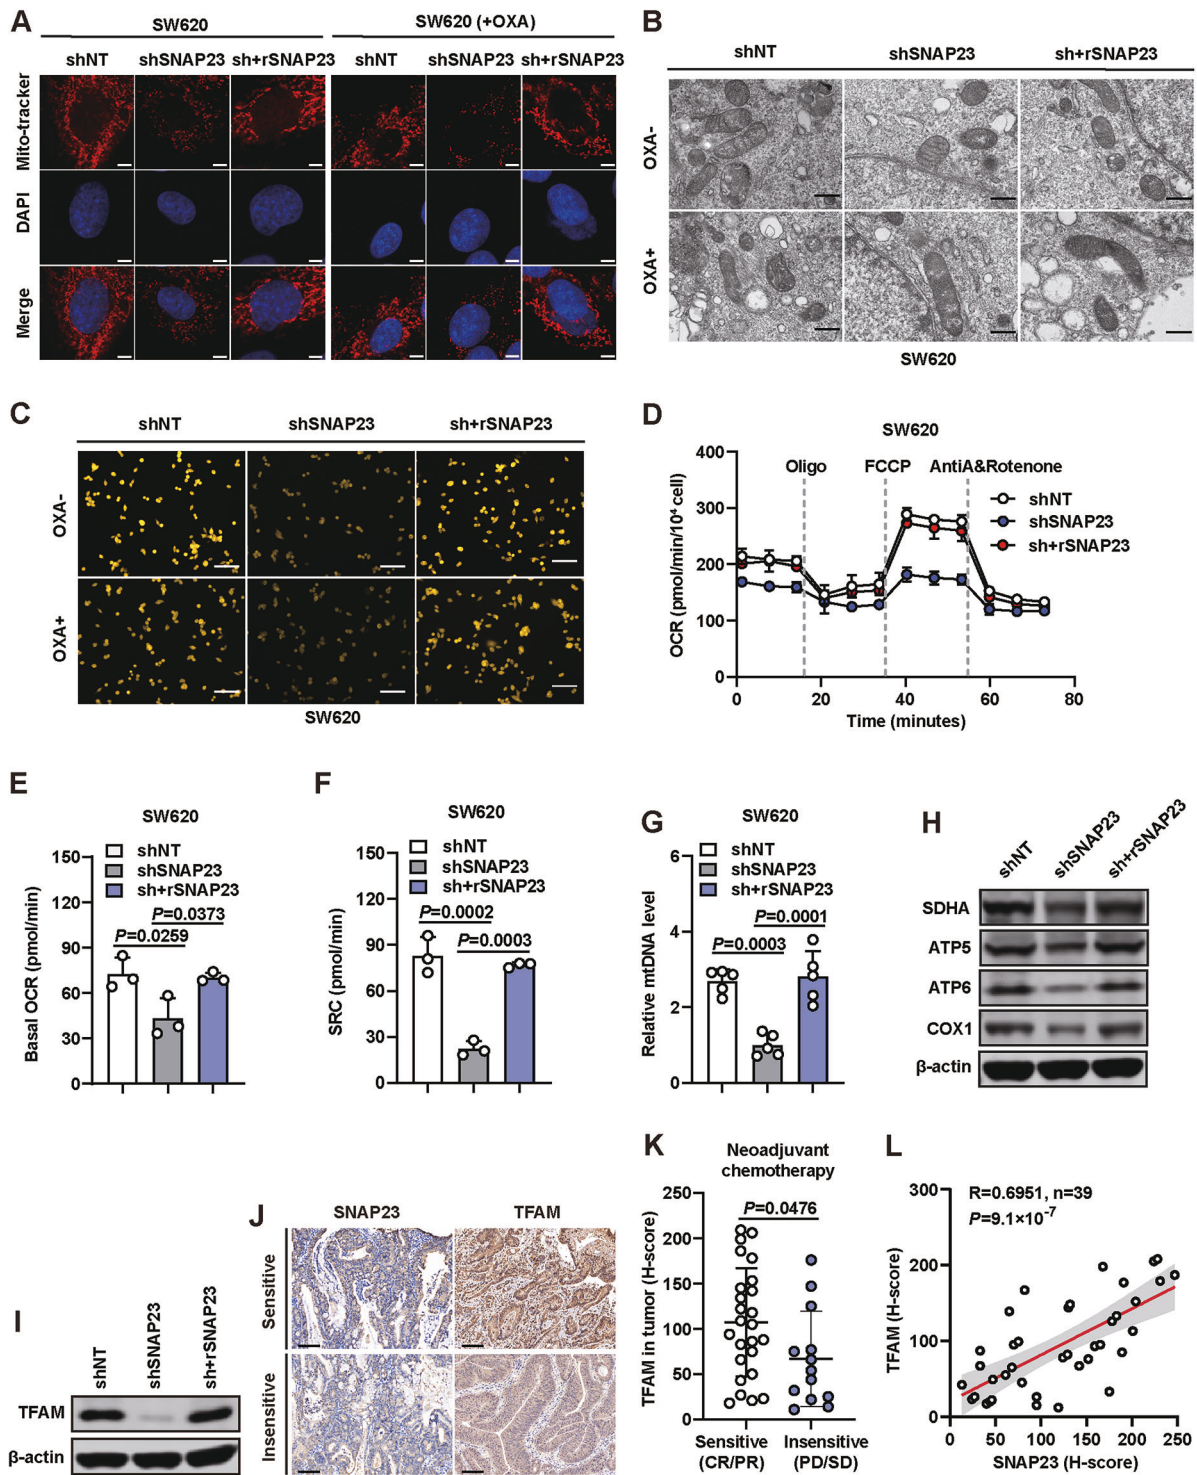 A
SW620
SW620 (+OXA)
shNT
shSNAP23
sh+rSNAP23
shNT
shSNAP23
sh+rSNAP23
Mito-tracker
DAPI
Merge
B
shNT
shSNAP23
sh+rSNAP23
OXA-
OXA+
SW620
C
shNT
shSNAP23
sh+rSNAP23
OXA-
OXA+
SW620
D
SW620
Oligo
FCCP
AntiA&Rotenone
shNT
shSNAP23
sh+rSNAP23
OCR (pmol/min/10⁴ cell)
400
300
200
100
0
0
20
40
60
80
Time (minutes)
E
SW620
shNT
shSNAP23
sh+rSNAP23
P=0.0373
P=0.0259
Basal OCR (pmol/min)
150
120
90
60
30
0
F
SW620
shNT
shSNAP23
sh+rSNAP23
P=0.0002
P=0.0003
SRC (pmol/min)
150
120
90
60
30
0
G
SW620
shNT
shSNAP23
sh+rSNAP23
P=0.0001
P=0.0003
Relative mtDNA level
6
4
2
0
H
shNT
shSNAP23
sh+rSNAP23
SDHA
ATP5
ATP6
COX1
β-actin
I
shNT
shSNAP23
sh+rSNAP23
TFAM
β-actin
J
SNAP23
TFAM
Sensitive
Insensitive
K
Neoadjuvant
chemotherapy
P=0.0476
TFAM in tumor (H-score)
250
200
150
100
50
0
Sensitive
(CR/PR)
Insensitive
(PD/SD)
L
R=0.6951, n=39
P=9.1×10⁻⁷
TFAM (H-score)
300
200
100
0
0
50
100
150
200
250
SNAP23 (H-score)